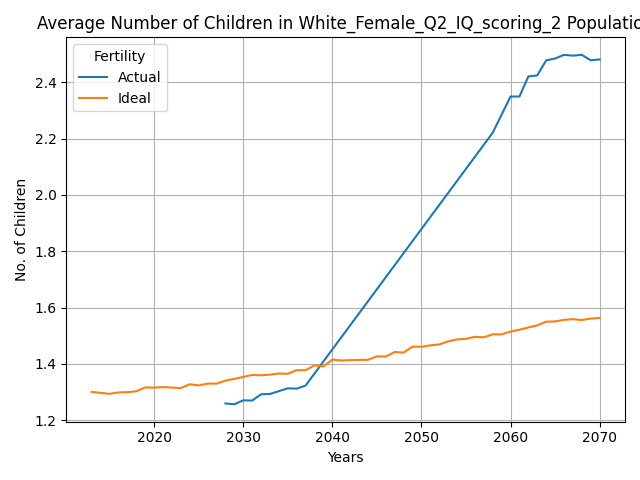 Average Number of Children in White_Female_Q2_IQ_scoring_2 Populatio
Fertility
Actual
Ideal
No. of Children
2.4
2.2
2.0
1.8
1.6
1.4
1.2
2020 2030 2040 2050 2060 2070
Years